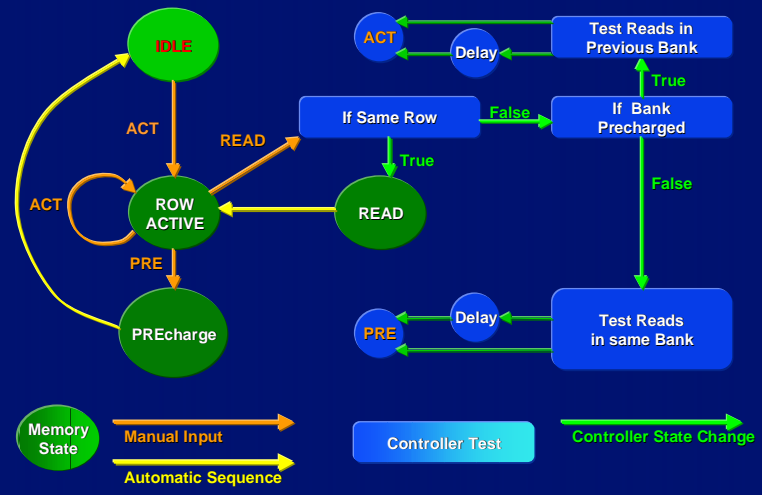 IDLE
ACT
Delay
Test Reads in
Previous Bank
True
ACT
READ
If Same Row
False
If Bank
Precharged
True
False
ACT
ROW
ACTIVE
READ
PRE
PREcharge
PRE
Delay
Test Reads
in same Bank
Memory
State
Manual Input
Automatic Sequence
Controller Test
Controller State Change